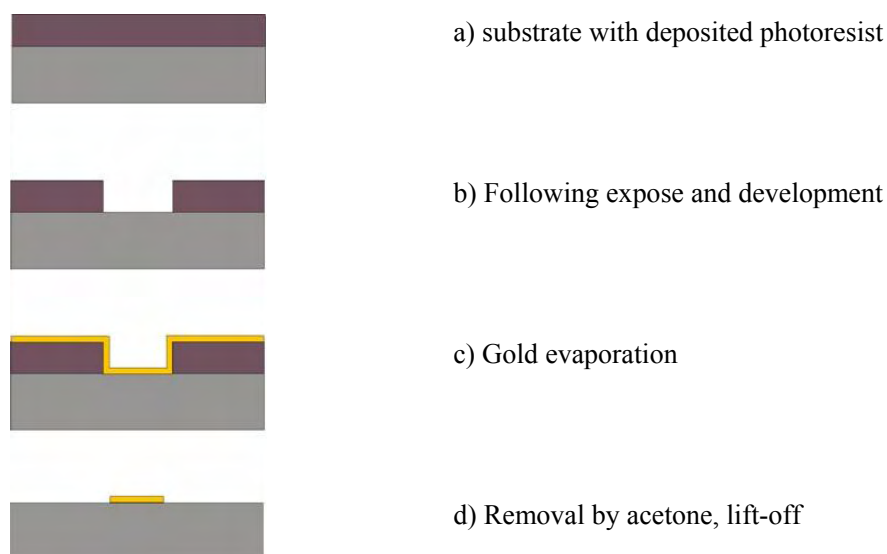 a) substrate with deposited photoresist
b) Following expose and development
c) Gold evaporation
d) Removal by acetone, lift-off